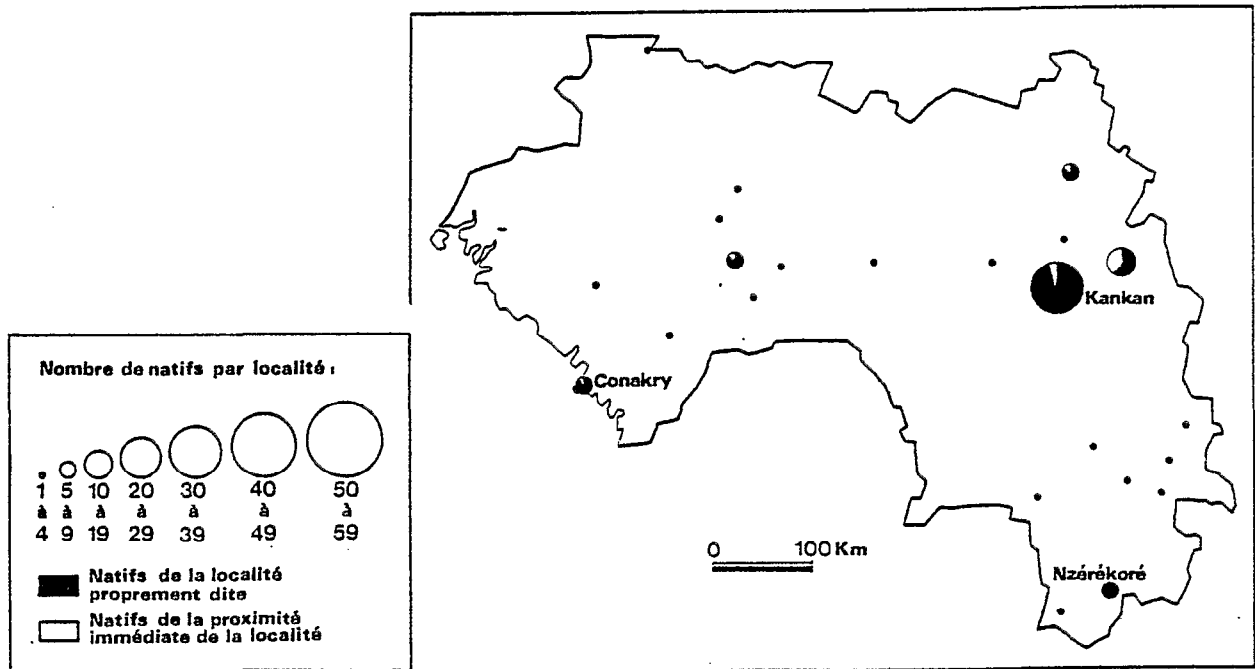 Kankan
Conakry
Nzérékoré
0 100 Km
Nombre de natifs par localité :
1 5 10 20 30 40 50
à à à à à à à
4 9 19 29 39 49 59
Natifs de la localité
proprement dite
Natifs de la proximité
immédiate de la localité